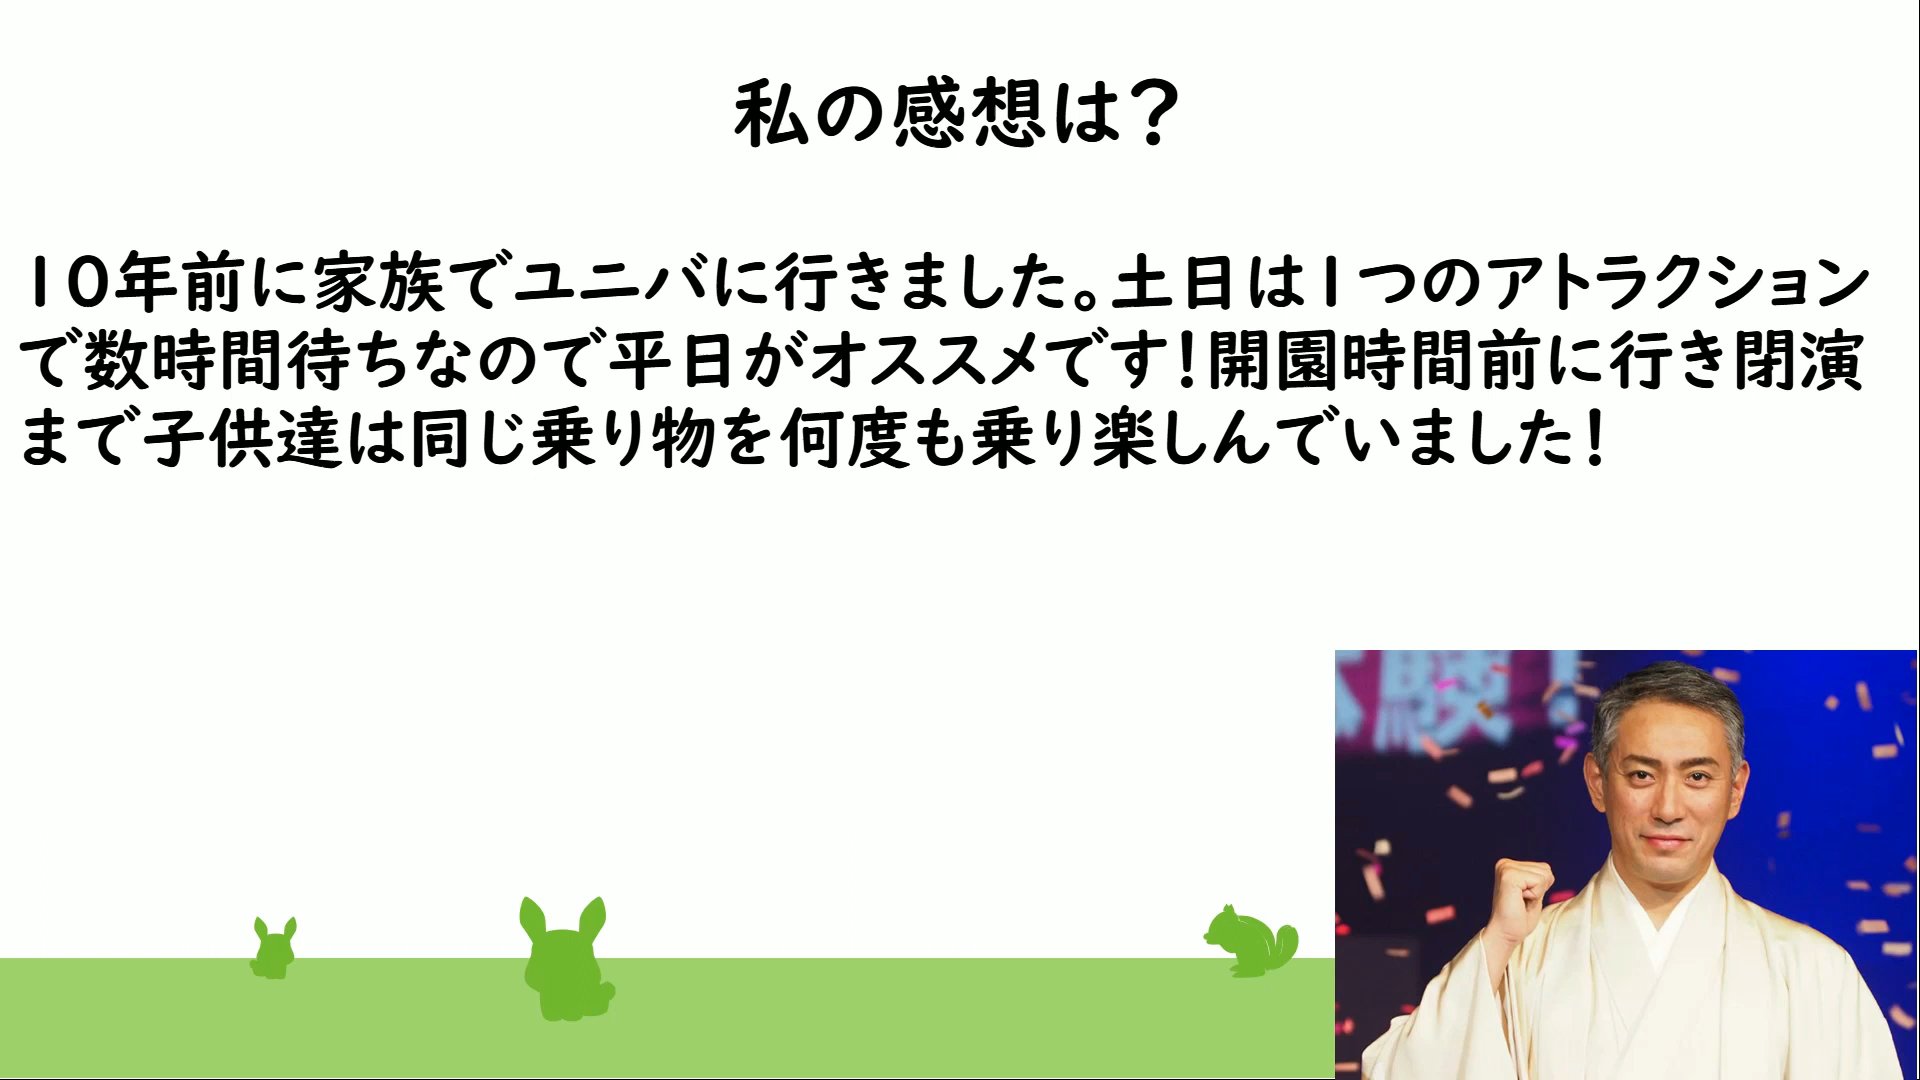 私の感想は？
10年前に家族でユニバに行きました。土日は1つのアトラクション
で数時間待ちなので平日がオススメです！開園時間前に行き閉演
まで子供達は同じ乗り物を何度も乗り楽しんでいました！
験！